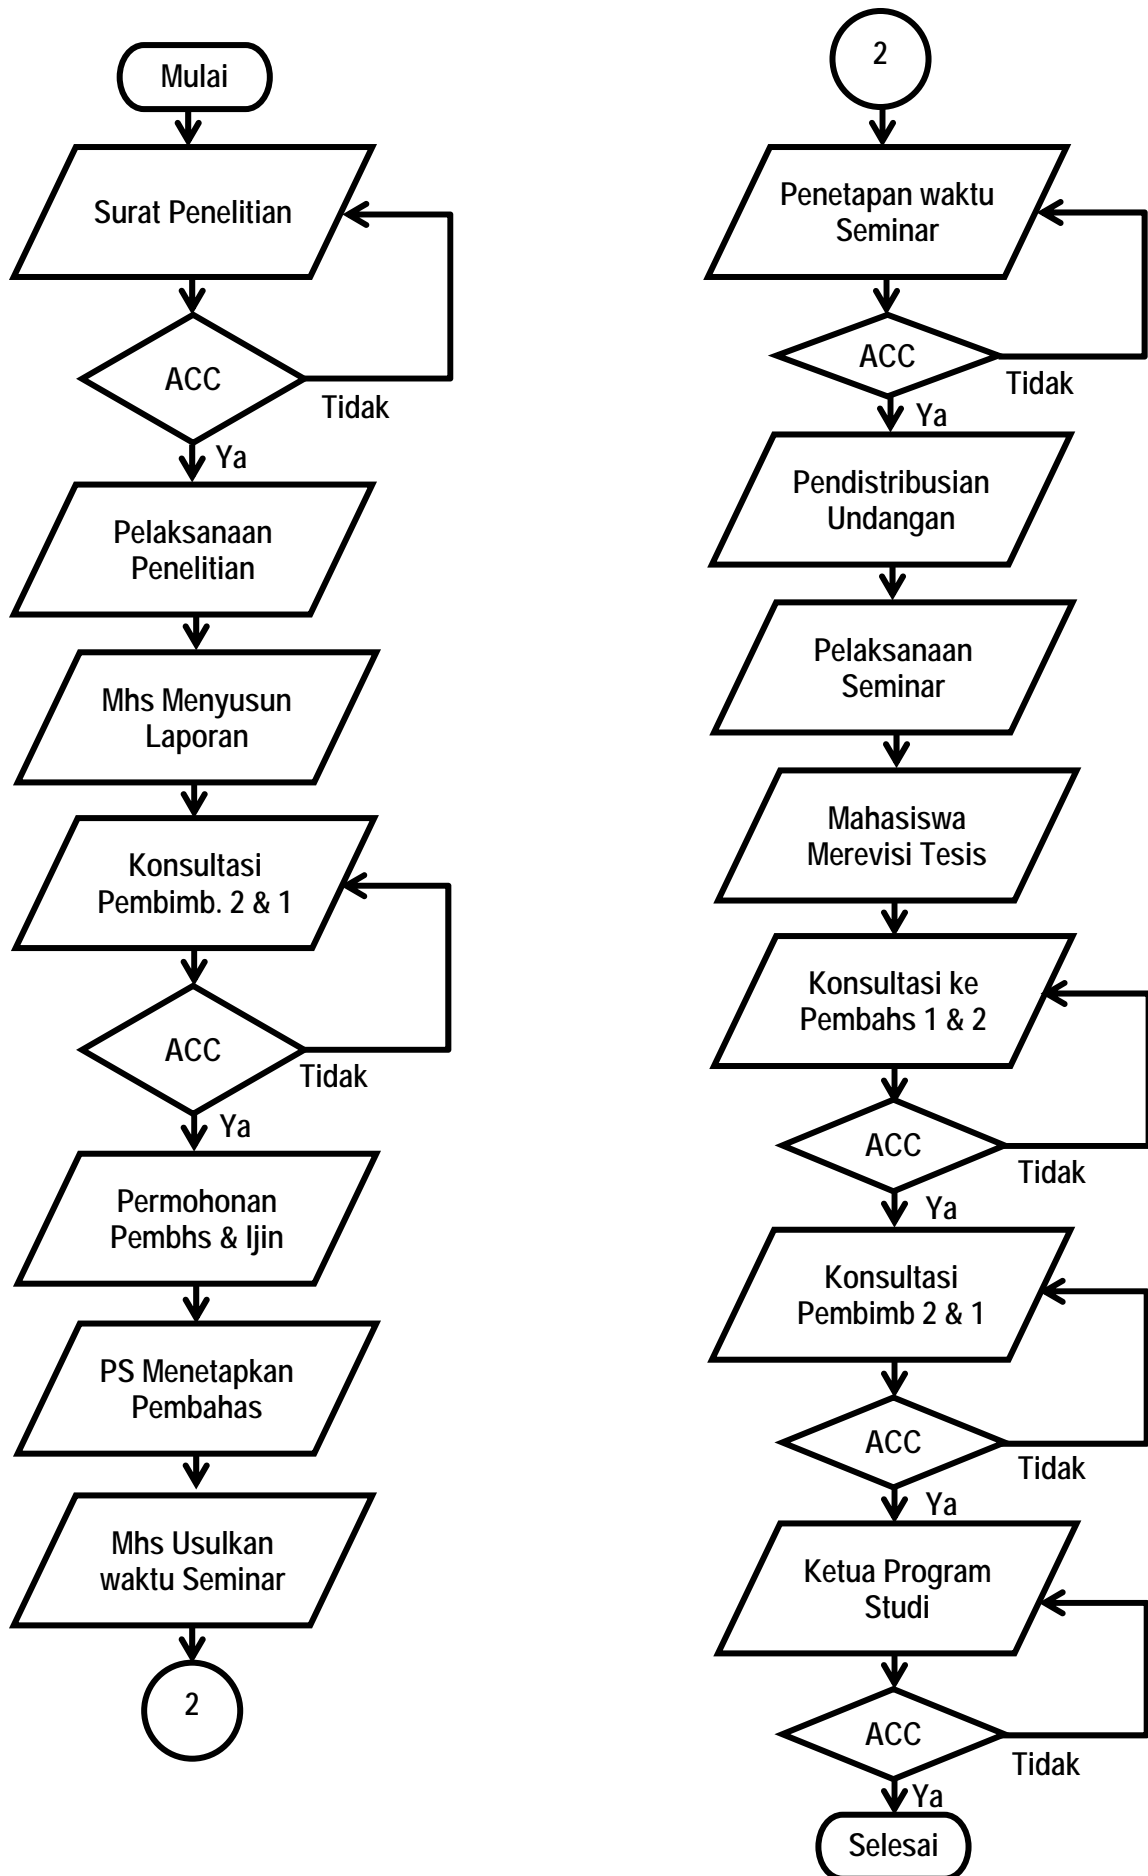 Mulai
Surat Penelitian
ACC
Tidak
Ya
Pelaksanaan
Penelitian
Mhs Menyusun
Laporan
Konsultasi
Pembimb. 2 & 1
ACC
Tidak
Ya
Permohonan
Pembhs & Ijin
PS Menetapkan
Pembahas
Mhs Usulkan
waktu Seminar
2
2
Penetapan waktu
Seminar
ACC
Tidak
Ya
Pendistribusian
Undangan
Pelaksanaan
Seminar
Mahasiswa
Merevisi Tesis
Konsultasi ke
Pembahs 1 & 2
ACC
Tidak
Ya
Konsultasi
Pembimb 2 & 1
ACC
Tidak
Ya
Ketua Program
Studi
ACC
Tidak
Ya
Selesai